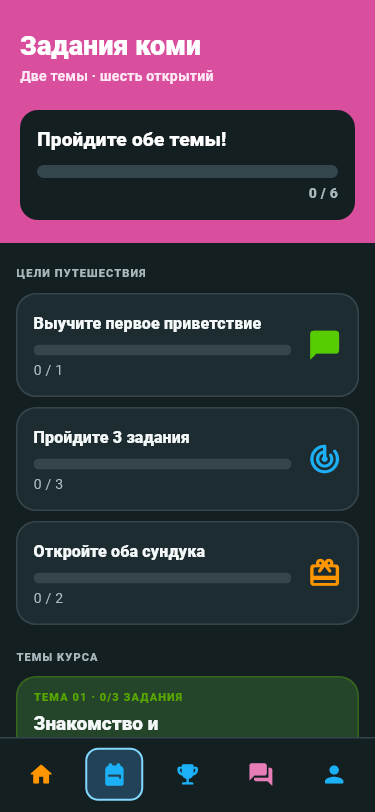 Задания коми
Две темы · шесть открытий
Пройдите обе темы!
0 / 6
ЦЕЛИ ПУТЕШЕСТВИЯ
Выучите первое приветствие
0 / 1
Пройдите 3 задания
0 / 3
Откройте оба сундука
0 / 2
ТЕМЫ КУРСА
ТЕМА 01 · 0/3 ЗАДАНИЯ
Знакомство и